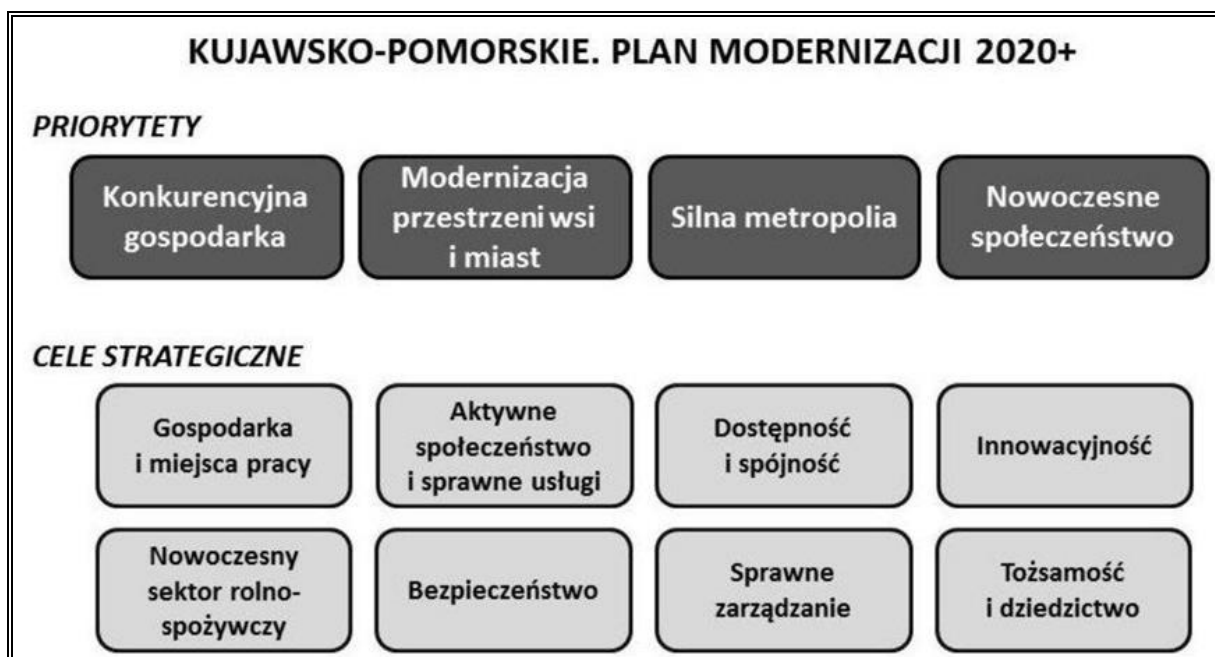 KUJAWSKO-POMORSKIE. PLAN MODERNIZACJI 2020+
PRIORYTETY
Konkurencyjna
gospodarka
Modernizacja
przestrzeni wsi
i miast
Silna metropolia
Nowoczesne
społeczeństwo
CELE STRATEGICZNE
Gospodarka
i miejsca pracy
Aktywne
społeczeństwo
i sprawne usługi
Dostępność
i spójność
Innowacyjność
Nowoczesny
sektor rolno-
spożywczy
Bezpieczeństwo
Sprawne
zarządzanie
Tożsamość
i dziedzictwo